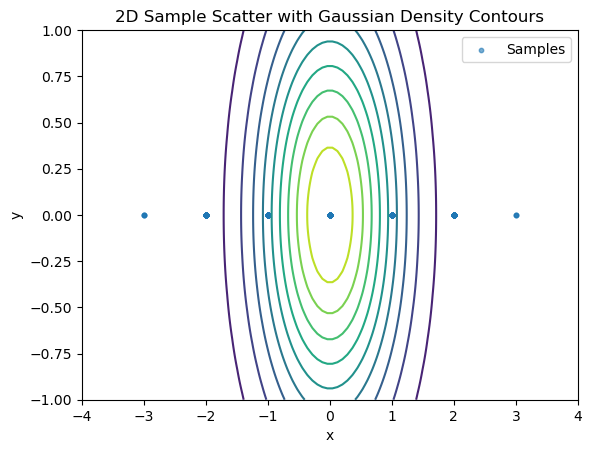 2D Sample Scatter with Gaussian Density Contours
Samples
1.00
0.75
0.50
0.25
0.00
−0.25
−0.50
−0.75
−1.00
y
−4 −3 −2 −1 0 1 2 3 4
x